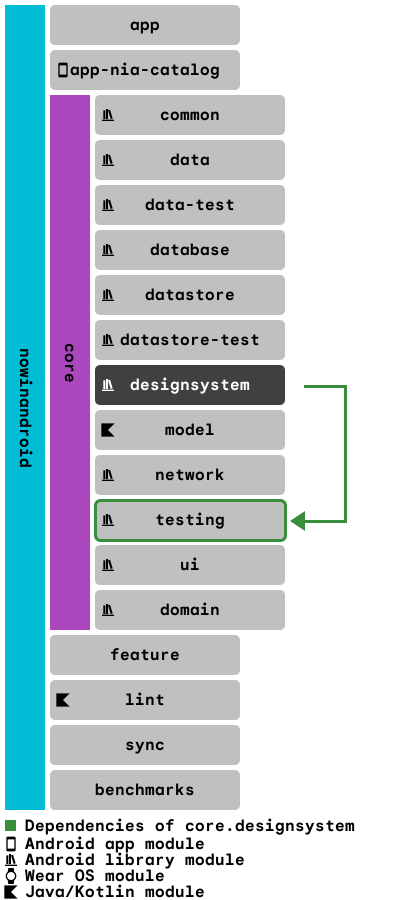 nowinandroid
app
app-nia-catalog
core
common
data
data-test
database
datastore
datastore-test
designsystem
model
network
testing
ui
domain
feature
lint
sync
benchmarks
Dependencies of core.designsystem
Android app module
Android library module
Wear OS module
Java/Kotlin module